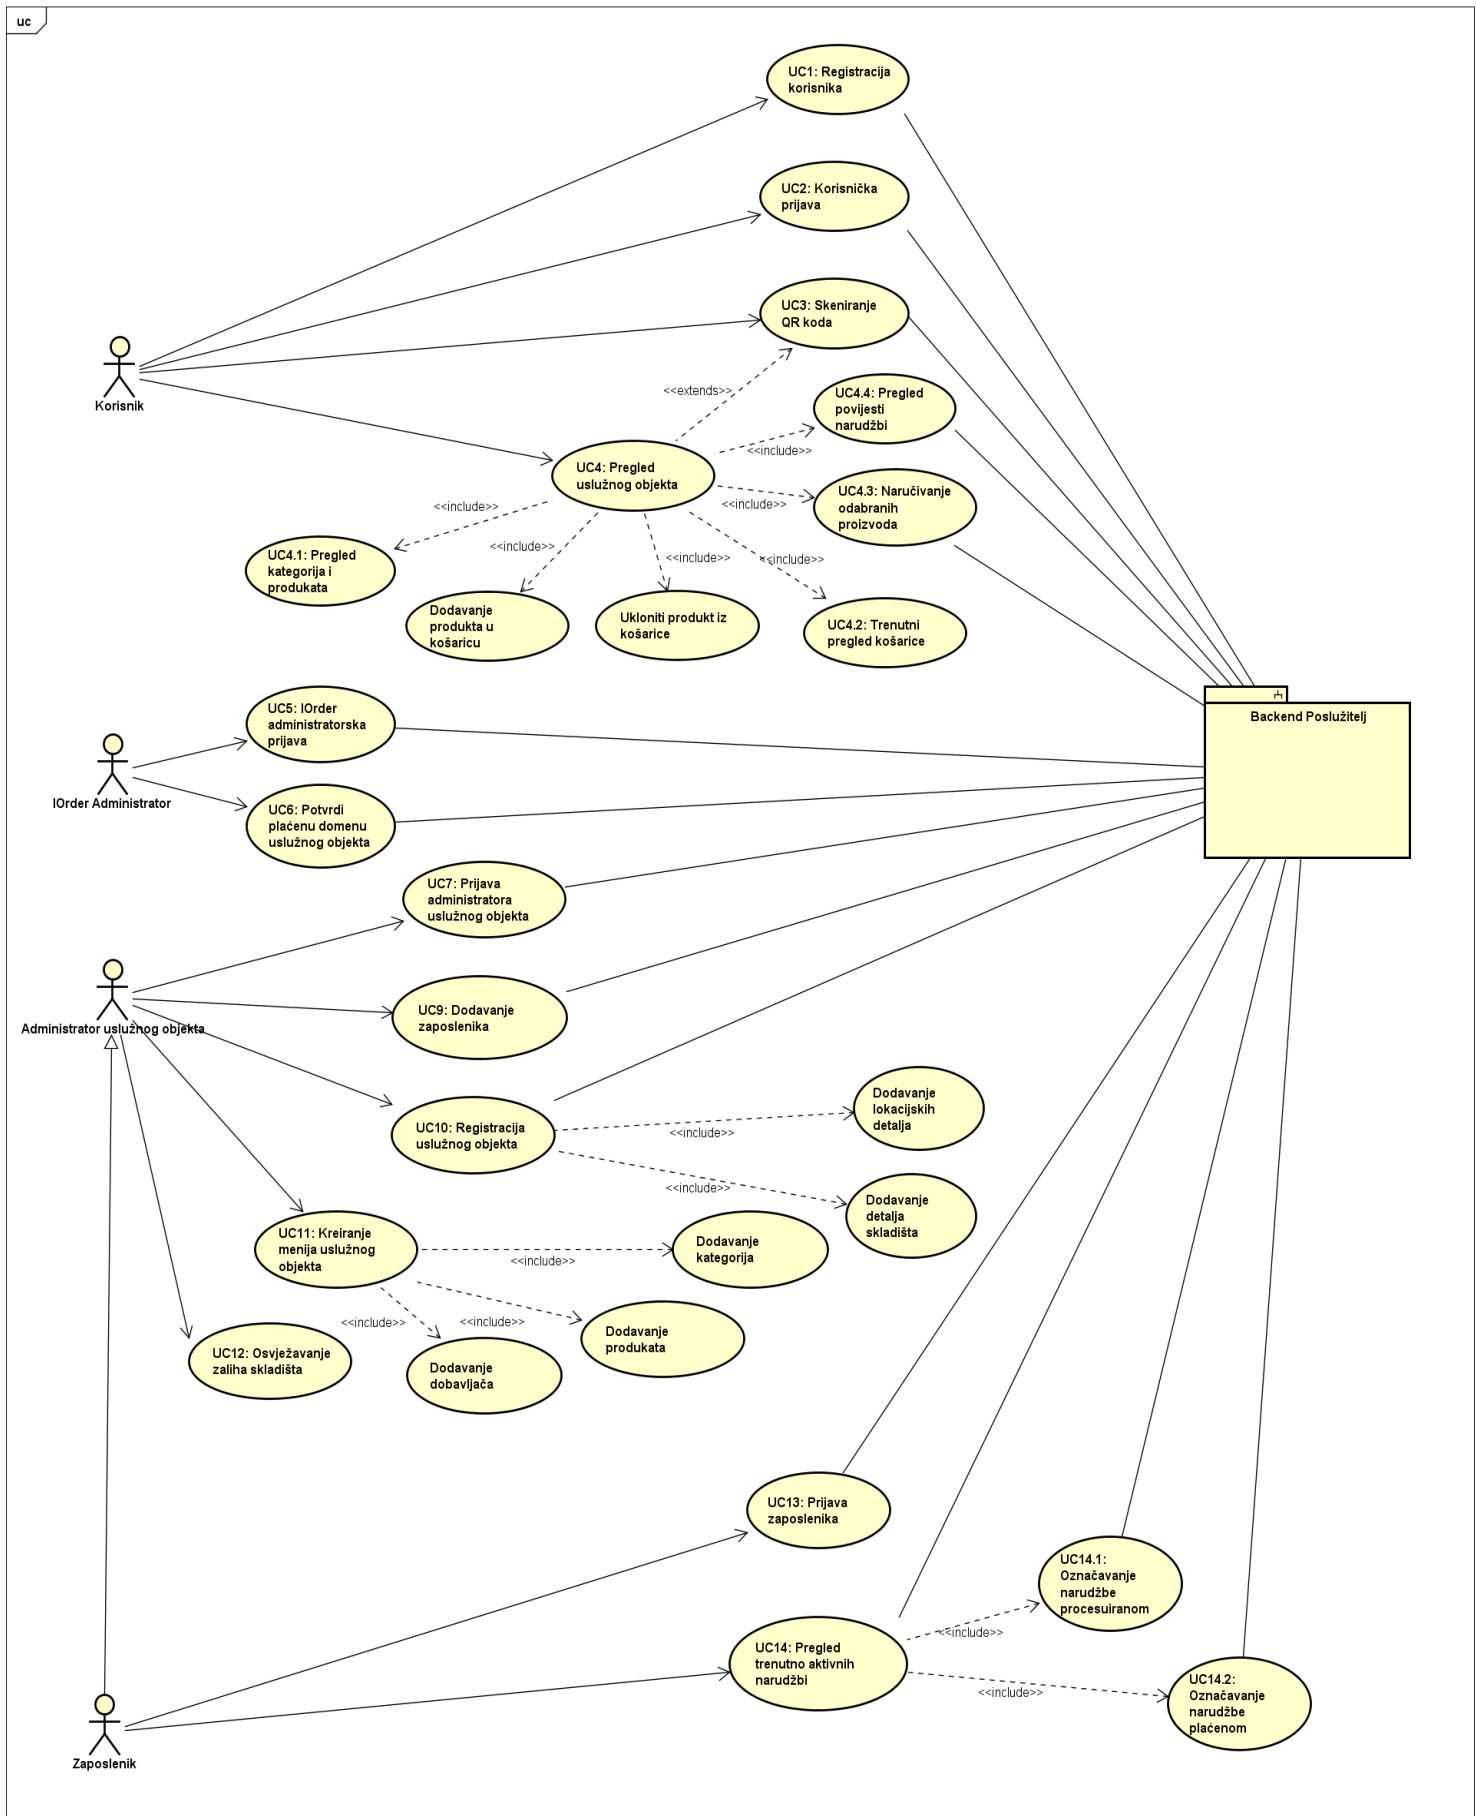 uc
UC1: Registracija
korisnika
UC2: Korisnička
prijava
UC3: Skeniranje
QR koda
Korisnik
<<extends>>
UC4.4: Pregled
povijesti
narudžbi
<<include>>
UC4: Pregled
uslužnog objekta
UC4.3: Naručivanje
odabranih
proizvoda
<<include>>
<<include>>
<<include>>
<<include>>
<<include>>
UC4.1: Pregled
kategorija i
produkata
Dodavanje
produkta u
košaricu
Ukloniti produkt iz
košarice
UC4.2: Trenutni
pregled košarice
UC5: IOrder
administratorska
prijava
Backend Poslužitelj
IOrder Administrator
UC6: Potvrdi
plaćenu domenu
uslužnog objekta
UC7: Prijava
administratora
uslužnog objekta
UC9: Dodavanje
zaposlenika
Administrator uslužnog objekta
UC10: Registracija
uslužnog objekta
<<include>>
Dodavanje
lokacijskih
detalja
<<include>>
Dodavanje
detalja
skladišta
UC11: Kreiranje
menija uslužnog
objekta
<<include>>
Dodavanje
kategorija
<<include>>
<<include>>
Dodavanje
produkata
UC12: Osvježavanje
zaliha skladišta
Dodavanje
dobavljača
UC13: Prijava
zaposlenika
UC14.1:
Označavanje
narudžbe
procesuiranom
<<include>>
UC14: Pregled
trenutno aktivnih
narudžbi
<<include>>
UC14.2:
Označavanje
narudžbe
plaćenom
Zaposlenik